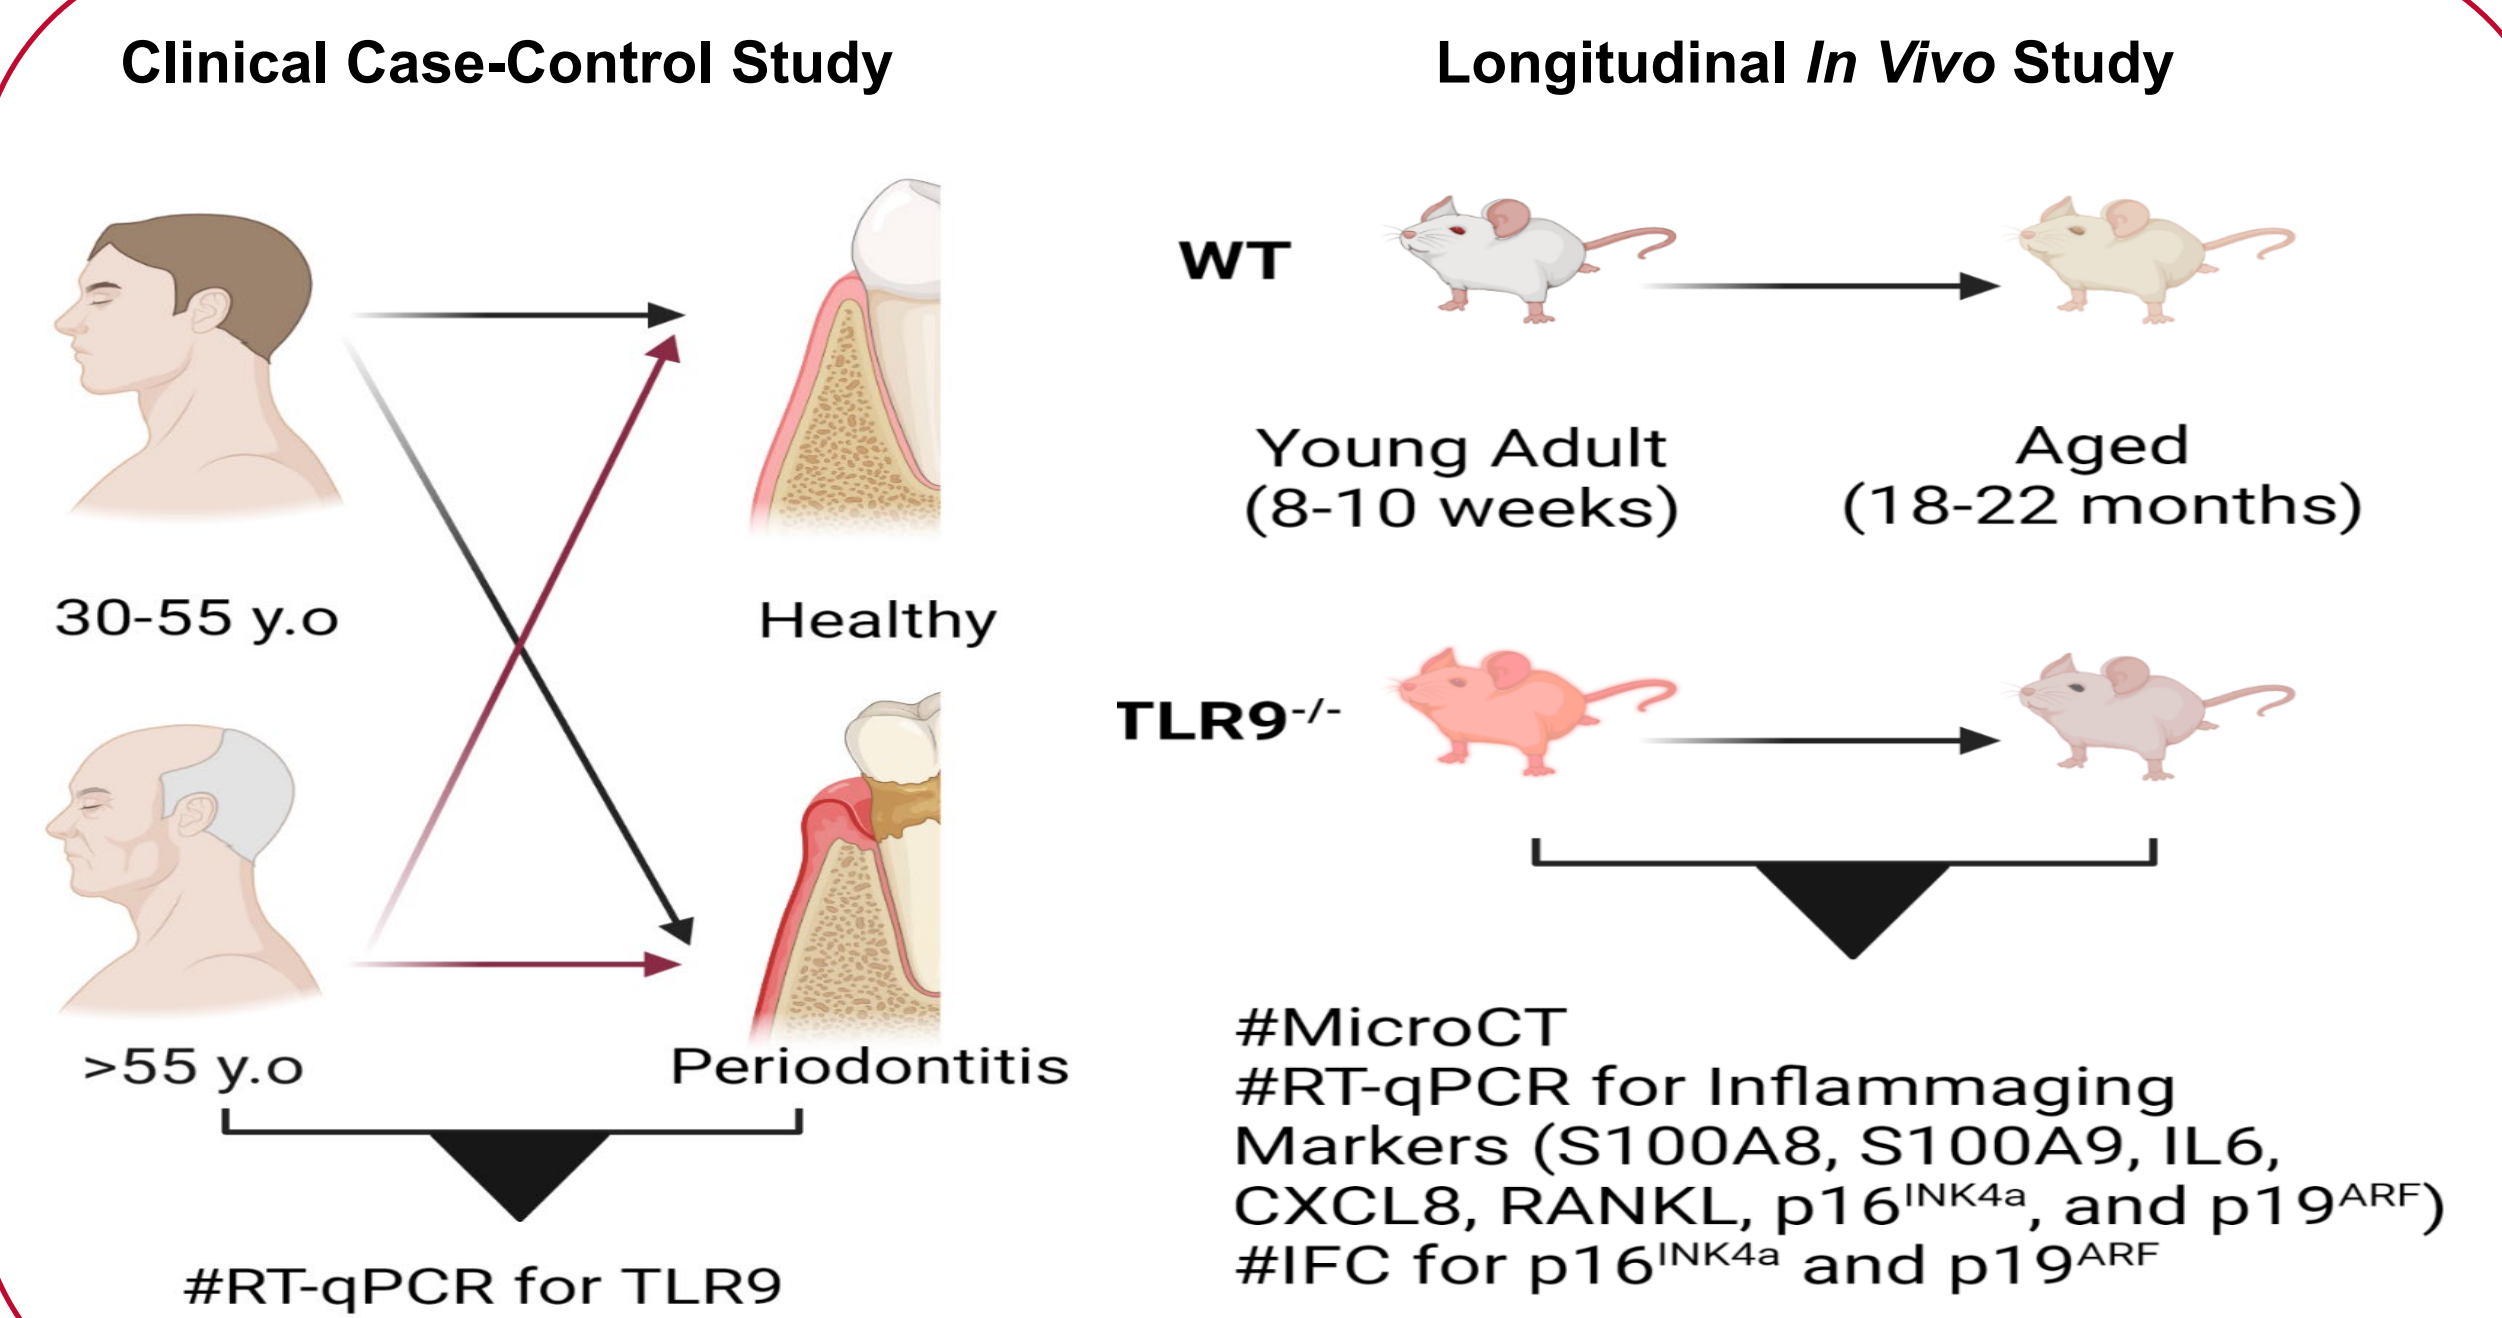 Clinical Case-Control Study
30-55 y.o
Healthy
>55 y.o
Periodontitis
#RT-qPCR for TLR9
Longitudinal In Vivo Study
WT
Young Adult
(8-10 weeks)
Aged
(18-22 months)
TLR9-/-
#MicroCT
#RT-qPCR for Inflammaging
Markers (S100A8, S100A9, IL6,
CXCL8, RANKL, p16INK4a, and p19ARF)
#IFC for p16INK4a and p19ARF